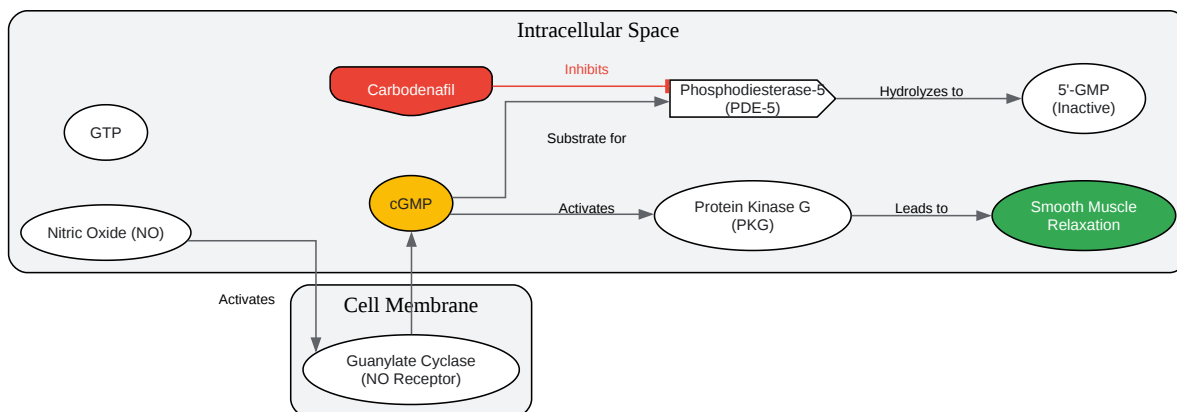 Intracellular Space
Carbodenafil
Inhibits
Phosphodiesterase-5
(PDE-5)
Hydrolyzes to
5'-GMP
(Inactive)
GTP
Substrate for
cGMP
Activates
Protein Kinase G
(PKG)
Leads to
Smooth Muscle
Relaxation
Nitric Oxide (NO)
Activates
Cell Membrane
Guanylate Cyclase
(NO Receptor)